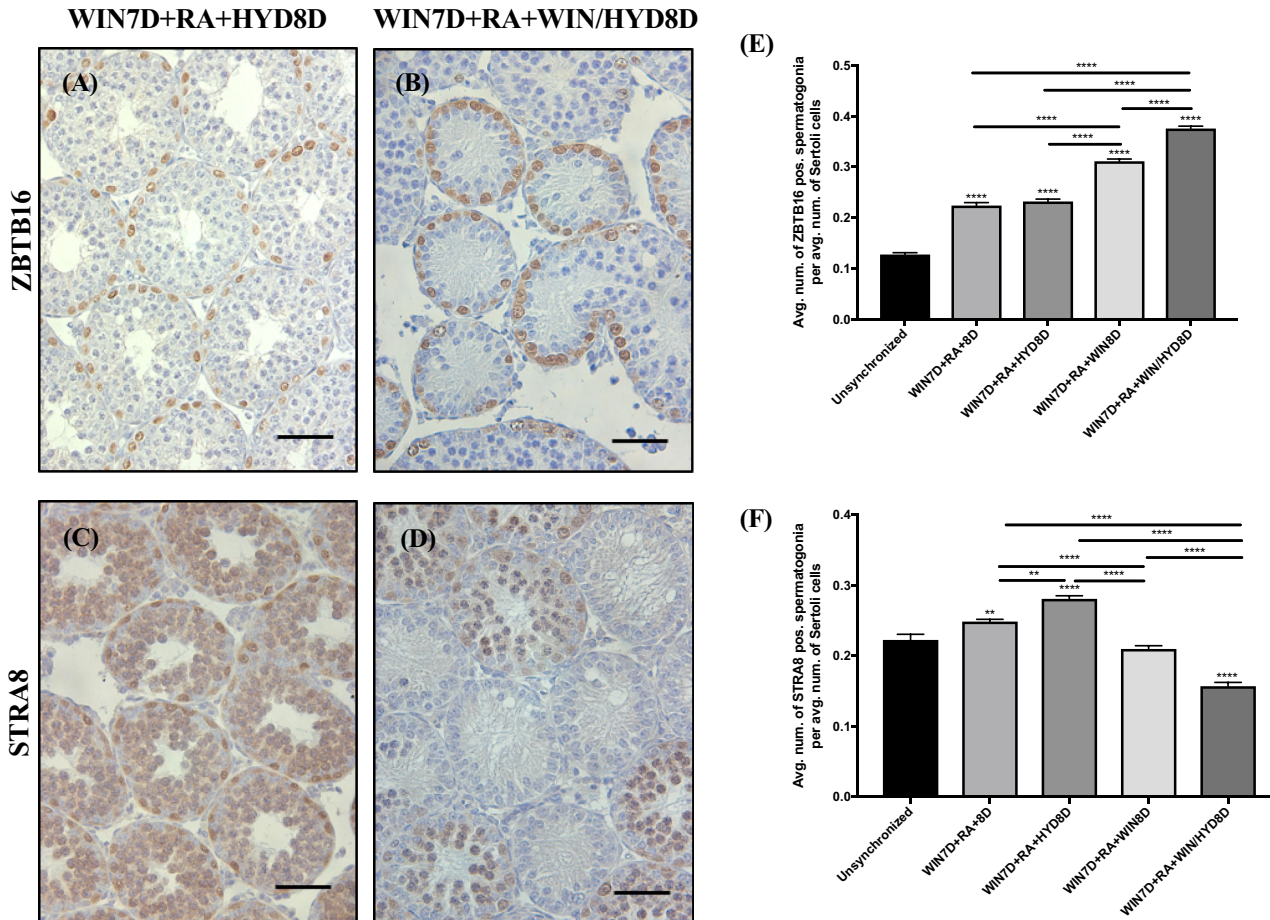 WIN7D+RA+HYD8D
WIN7D+RA+WIN/HYD8D
ZBTB16
STRA8
(A)
(B)
(C)
(D)
(E)
Avg. num. of ZBTB16 pos. spermatogonia
per avg. num. of Sertoli cells
0.5
0.4
0.3
0.2
0.1
0.0
****
****
****
****
****
****
****
****
****
Unsynchronized
WIN7D+RA+8D
WIN7D+RA+HYD8D
WIN7D+RA+WIN8D
WIN7D+RA+WIN/HYD8D
(F)
Avg. num. of STRA8 pos. spermatogonia
per avg. num. of Sertoli cells
0.4
0.3
0.2
0.1
0.0
****
****
****
****
**
****
**
****
****
Unsynchronized
WIN7D+RA+8D
WIN7D+RA+HYD8D
WIN7D+RA+WIN8D
WIN7D+RA+WIN/HYD8D